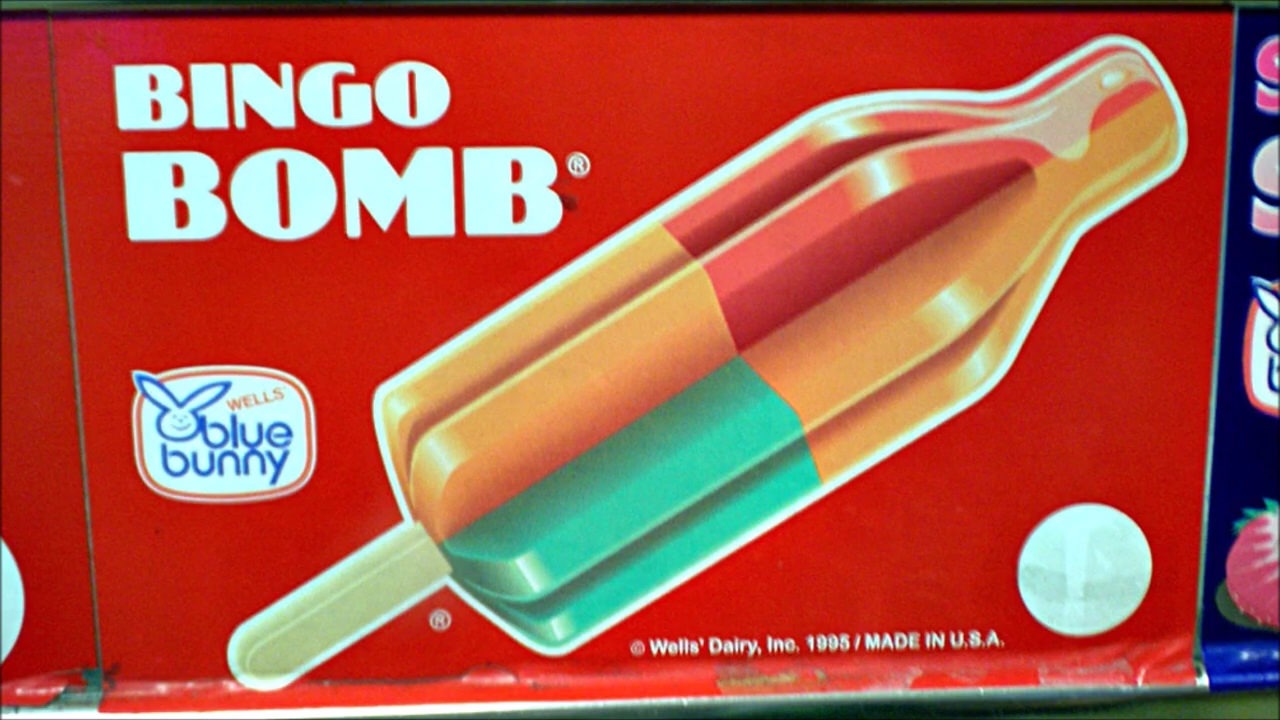 BINGO
BOMB®
WELLS'
blue
bunny
®
© Wells' Dairy, Inc. 1995 / MADE IN U.S.A.